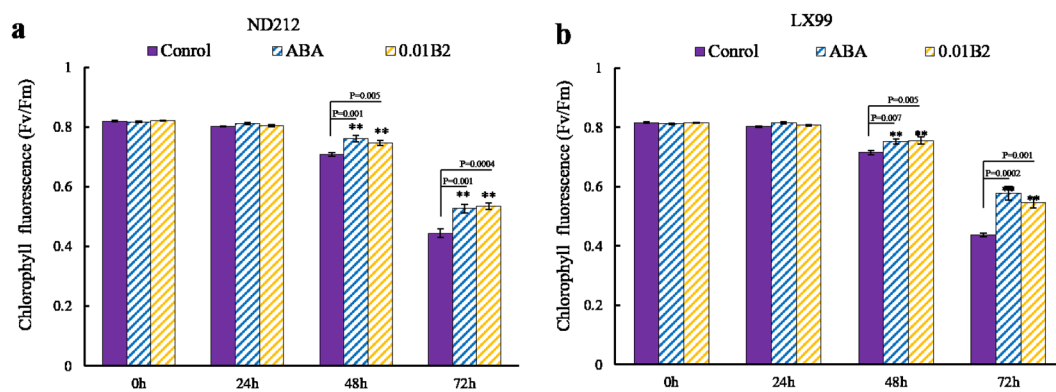 a
ND212
Conrol
ABA
0.01B2
Chlorophyll fluorescence (Fv/Fm)
1
0.8
0.6
0.4
0.2
0
P=0.005
P=0.001
**
**
P=0.0004
P=0.001
**
**
0h
24h
48h
72h
b
LX99
Conrol
ABA
0.01B2
Chlorophyll fluorescence (Fv/Fm)
1
0.8
0.6
0.4
0.2
0
P=0.005
P=0.007
**
**
P=0.001
P=0.0002
**
**
0h
24h
48h
72h